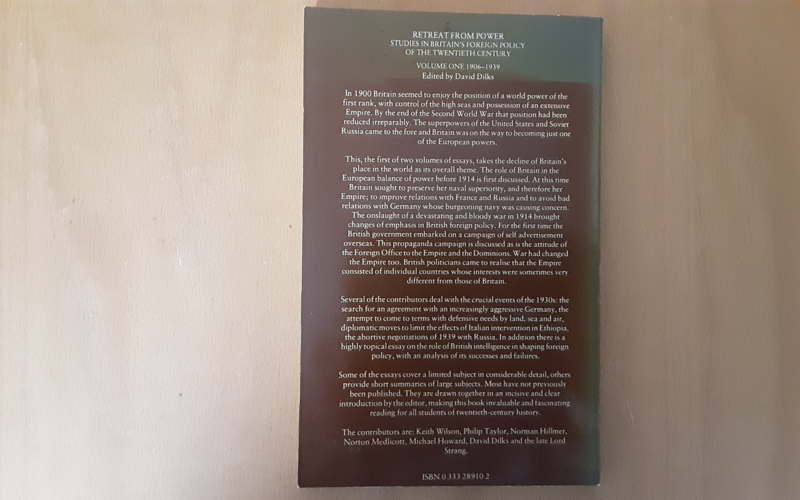 RETREAT FROM POWER
STUDIES IN BRITAIN'S FOREIGN POLICY
OF THE TWENTIETH CENTURY
VOLUME ONE 1906–1939
Edited by David Dilks
In 1900 Britain seemed to enjoy the position of a world power of the
first rank, with control of the high seas and possession of an extensive
Empire. By the end of the Second World War that position had been
reduced irreparably. The superpowers of the United States and Soviet
Russia came to the fore and Britain was on the way to becoming just one
of the European powers.
This, the first of two volumes of essays, takes the decline of Britain's
place in the world as its overall theme. The role of Britain in the
European balance of power before 1914 is first discussed. At this time
Britain sought to preserve her naval superiority, and therefore her
Empire; to improve relations with France and Russia and to avoid bad
relations with Germany whose burgeoning navy was causing concern.
The onslaught of a devastating and bloody war in 1914 brought
changes of emphasis in British foreign policy. For the first time the
British government embarked on a campaign of self advertisement
overseas. This propaganda campaign is discussed as is the attitude of
the Foreign Office to the Empire and the Dominions. War had changed
the Empire too. British politicians came to realise that the Empire
consisted of individual countries whose interests were sometimes very
different from those of Britain.
Several of the contributors deal with the crucial events of the 1930s: the
search for an agreement with an increasingly aggressive Germany, the
attempt to come to terms with defensive needs by land, sea and air,
diplomatic moves to limit the effects of Italian intervention in Ethiopia,
the abortive negotiations of 1939 with Russia. In addition there is a
highly topical essay on the role of British intelligence in shaping foreign
policy, with an analysis of its successes and failures.
Some of the essays cover a limited subject in considerable detail, others
provide short summaries of large subjects. Most have not previously
been published. They are drawn together in an incisive and clear
introduction by the editor, making this book invaluable and fascinating
reading for all students of twentieth-century history.
The contributors are: Keith Wilson, Philip Taylor, Norman Hillmer,
Norton Medlicott, Michael Howard, David Dilks and the late Lord
Strang.
ISBN 0 333 28910 2